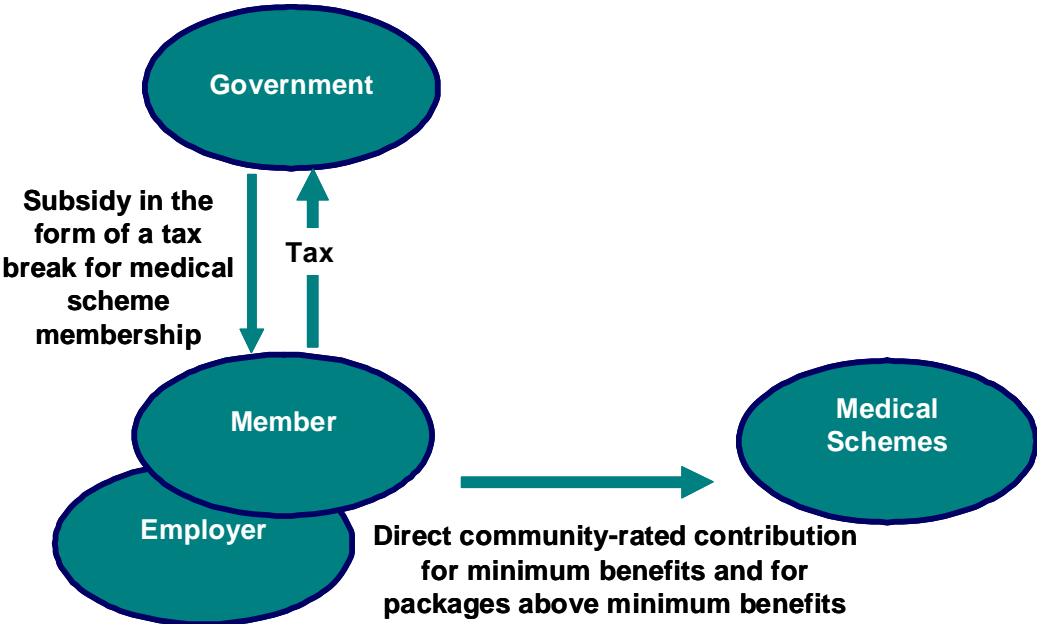 Government
Subsidy in the
form of a tax
break for medical
scheme
membership
Tax
Member
Employer
Medical
Schemes
Direct community-rated contribution
for minimum benefits and for
packages above minimum benefits